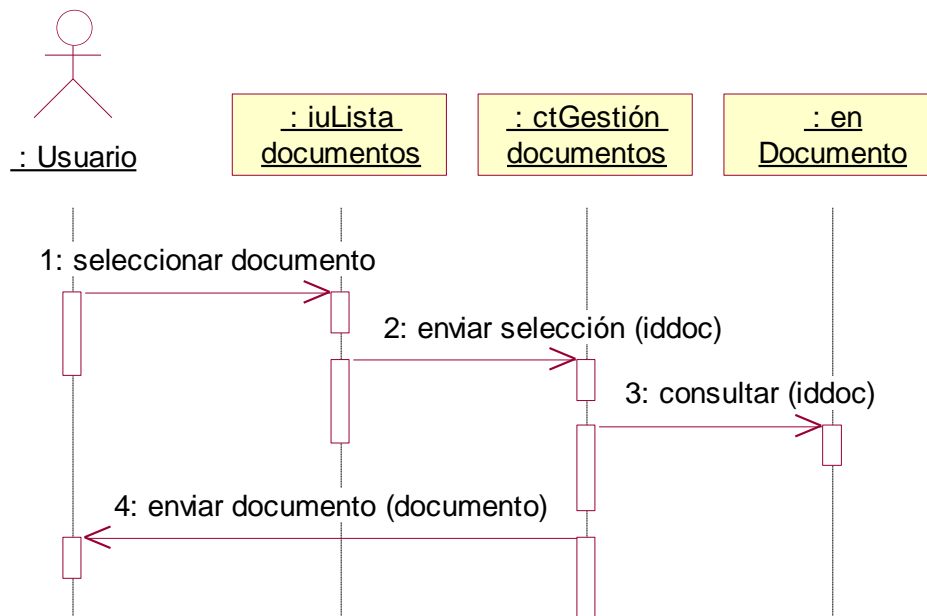 : Usuario
: iuLista
documentos
: ctGestión
documentos
: en
Documento
1: seleccionar documento
2: enviar selección (iddoc)
3: consultar (iddoc)
4: enviar documento (documento)